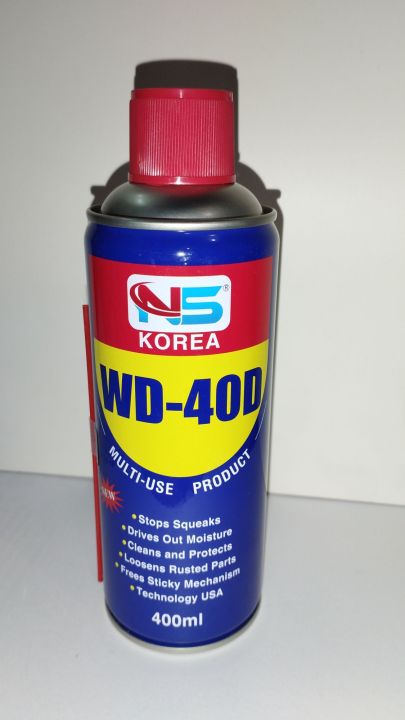 N5®
KOREA
WD-40D
MULTI-USE PRODUCT
NEW
• Stops Squeaks
• Drives Out Moisture
• Cleans and Protects
• Loosens Rusted Parts
• Frees Sticky Mechanism
• Technology USA
400ml